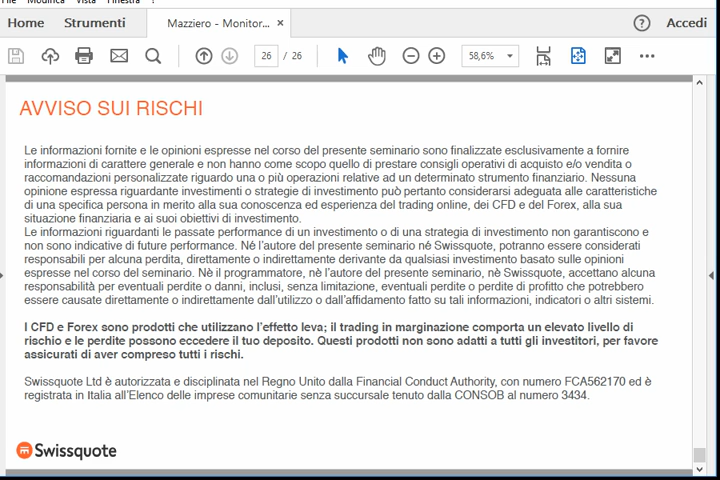 File Modifica Vista Finestra ?
Home Strumenti Mazziero - Monitor... × ? Accedi
26 / 26 58,6%
AVVISO SUI RISCHI
Le informazioni fornite e le opinioni espresse nel corso del presente seminario sono finalizzate esclusivamente a fornire
informazioni di carattere generale e non hanno come scopo quello di prestare consigli operativi di acquisto e/o vendita o
raccomandazioni personalizzate riguardo una o più operazioni relative ad un determinato strumento finanziario. Nessuna
opinione espressa riguardante investimenti o strategie di investimento può pertanto considerarsi adeguata alle caratteristiche
di una specifica persona in merito alla sua conoscenza ed esperienza del trading online, dei CFD e del Forex, alla sua
situazione finanziaria e ai suoi obiettivi di investimento.
Le informazioni riguardanti le passate performance di un investimento o di una strategia di investimento non garantiscono e
non sono indicative di future performance. Né l'autore del presente seminario né Swissquote, potranno essere considerati
responsabili per alcuna perdita, direttamente o indirettamente derivante da qualsiasi investimento basato sulle opinioni
espresse nel corso del seminario. Nè il programmatore, nè l'autore del presente seminario, nè Swissquote, accettano alcuna
responsabilità per eventuali perdite o danni, inclusi, senza limitazione, eventuali perdite o perdite di profitto che potrebbero
essere causate direttamente o indirettamente dall'utilizzo o dall'affidamento fatto su tali informazioni, indicatori o altri sistemi.
I CFD e Forex sono prodotti che utilizzano l'effetto leva; il trading in marginazione comporta un elevato livello di
rischio e le perdite possono eccedere il tuo deposito. Questi prodotti non sono adatti a tutti gli investitori, per favore
assicurati di aver compreso tutti i rischi.
Swissquote Ltd è autorizzata e disciplinata nel Regno Unito dalla Financial Conduct Authority, con numero FCA562170 ed è
registrata in Italia all'Elenco delle imprese comunitarie senza succursale tenuto dalla CONSOB al numero 3434.
Swissquote